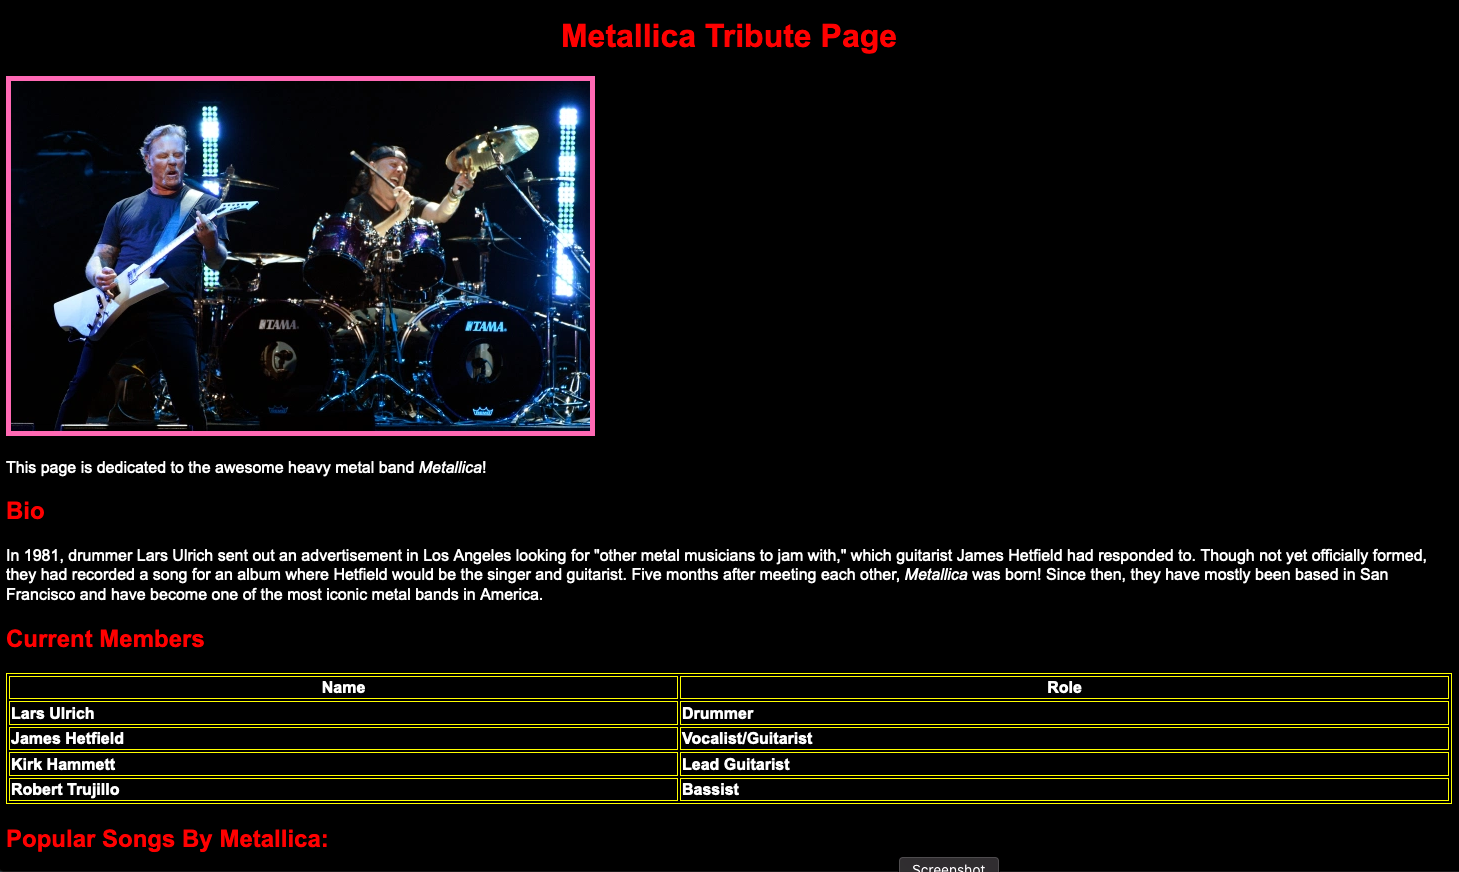 Metallica Tribute Page
TAMA
TAMA
This page is dedicated to the awesome heavy metal band Metallica!
Bio
In 1981, drummer Lars Ulrich sent out an advertisement in Los Angeles looking for "other metal musicians to jam with," which guitarist James Hetfield had responded to. Though not yet officially formed,
they had recorded a song for an album where Hetfield would be the singer and guitarist. Five months after meeting each other, Metallica was born! Since then, they have mostly been based in San
Francisco and have become one of the most iconic metal bands in America.
Current Members
Name Role
Lars Ulrich Drummer
James Hetfield Vocalist/Guitarist
Kirk Hammett Lead Guitarist
Robert Trujillo Bassist
Popular Songs By Metallica:
Screenshot